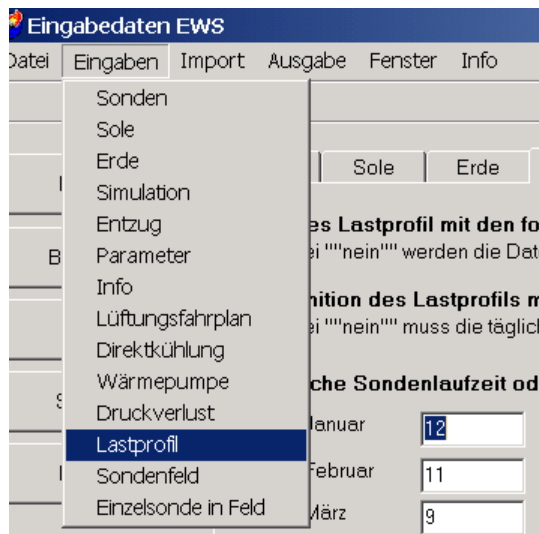 Eingabedaten EWS
Datei Eingaben Import Ausgabe Fenster Info
Sonden
Sole
Erde
Simulation
Entzug
Parameter
Info
Lüftungsfahrplan
Direktkühlung
Wärmepumpe
Druckverlust
Lastprofil
Sondenfeld
Einzelsonde in Feld
Sole Erde
es Lastprofil mit den fo
ei ""nein"" werden die Dat
nition des Lastprofils m
ei ""nein"" muss die täglic
che Sondenlaufzeit od
Januar 12
Februar 11
März 9